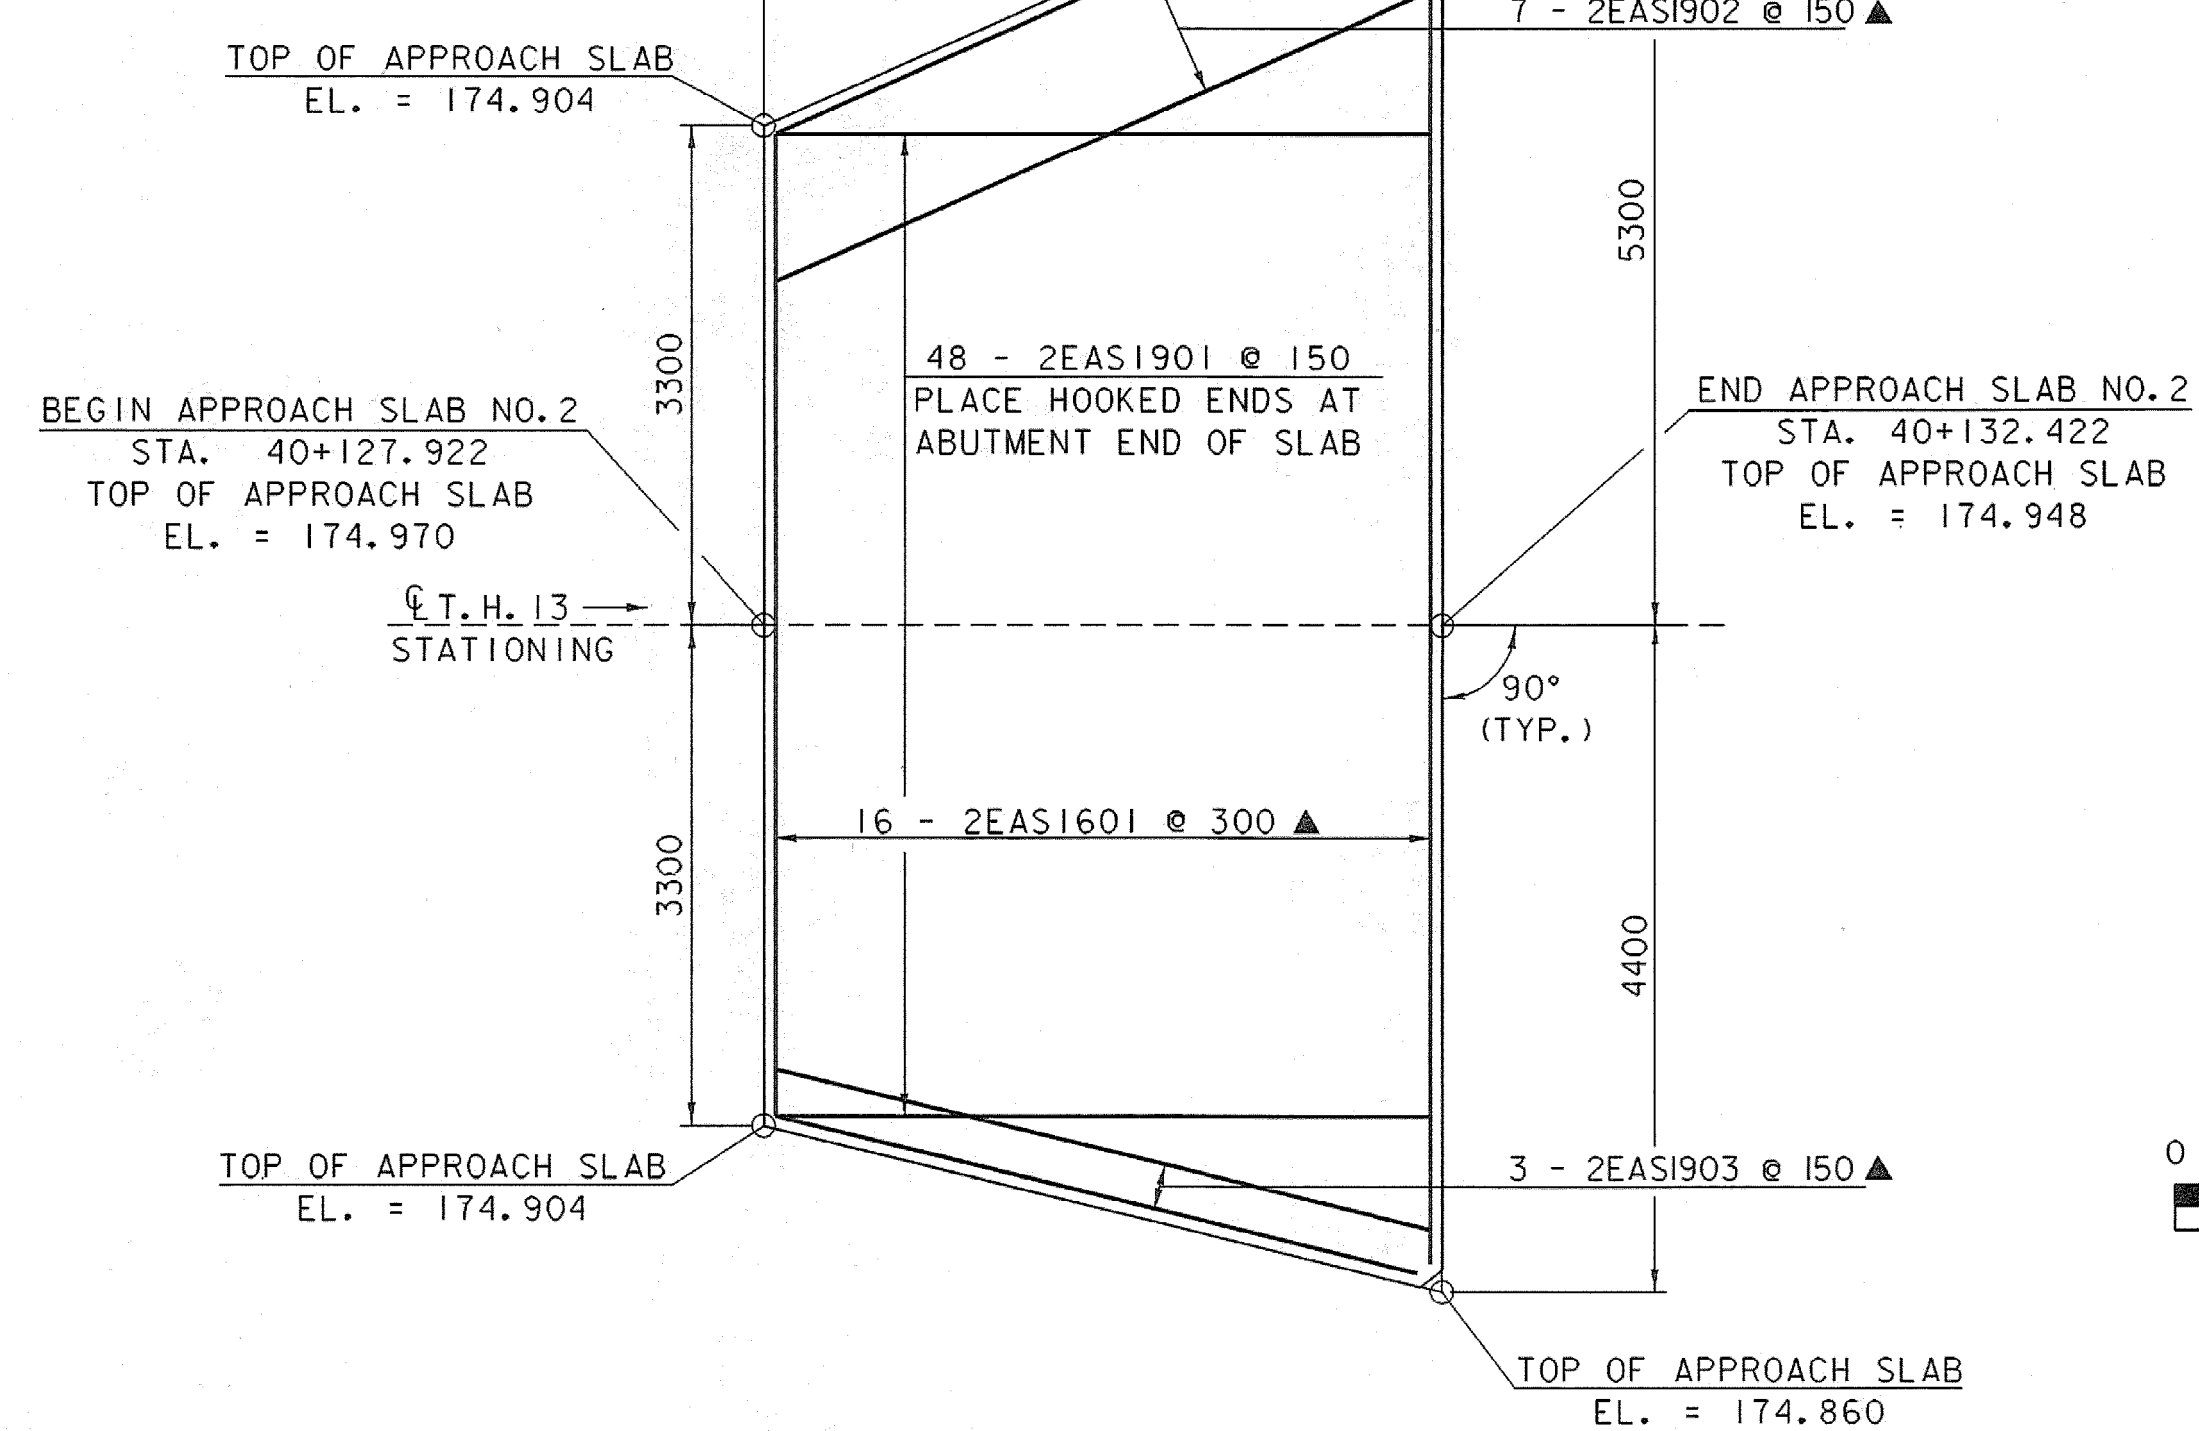 7 - 2EAS1902 @ 150 ▲
TOP OF APPROACH SLAB
EL. = 174.904
5300
3300
48 - 2EAS1901 @ 150
PLACE HOOKED ENDS AT
ABUTMENT END OF SLAB
BEGIN APPROACH SLAB NO. 2
STA. 40+127.922
TOP OF APPROACH SLAB
EL. = 174.970
END APPROACH SLAB NO. 2
STA. 40+132.422
TOP OF APPROACH SLAB
EL. = 174.948
℄ T.H. 13
STATIONING
90°
(TYP.)
16 - 2EAS1601 @ 300 ▲
3300
4400
TOP OF APPROACH SLAB
EL. = 174.904
3 - 2EAS1903 @ 150 ▲
0
TOP OF APPROACH SLAB
EL. = 174.860